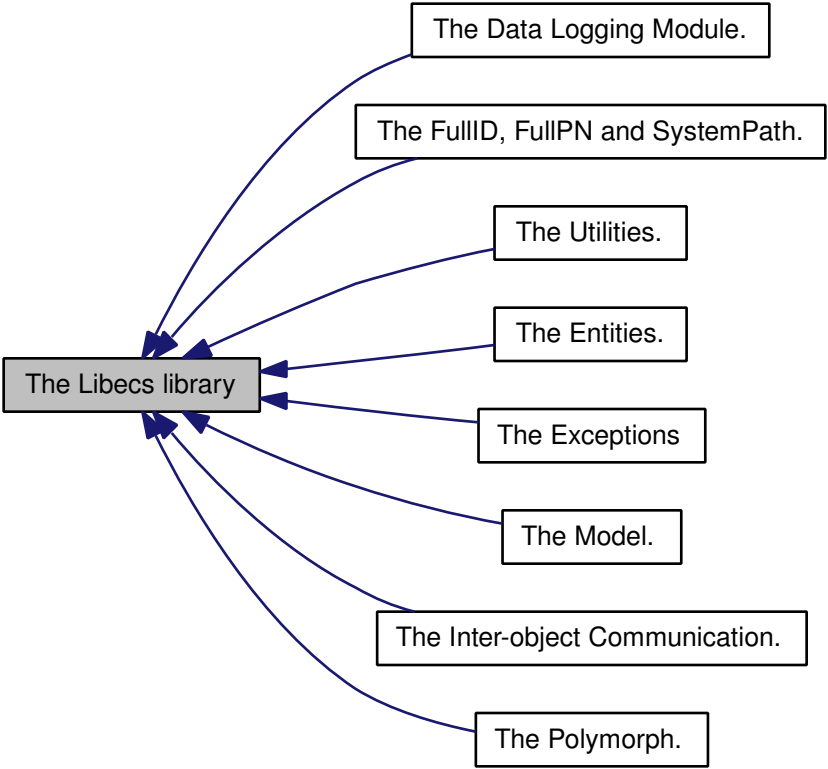 The Data Logging Module.
The FullID, FullPN and SystemPath.
The Utilities.
The Entities.
The Libecs library
The Exceptions
The Model.
The Inter-object Communication.
The Polymorph.